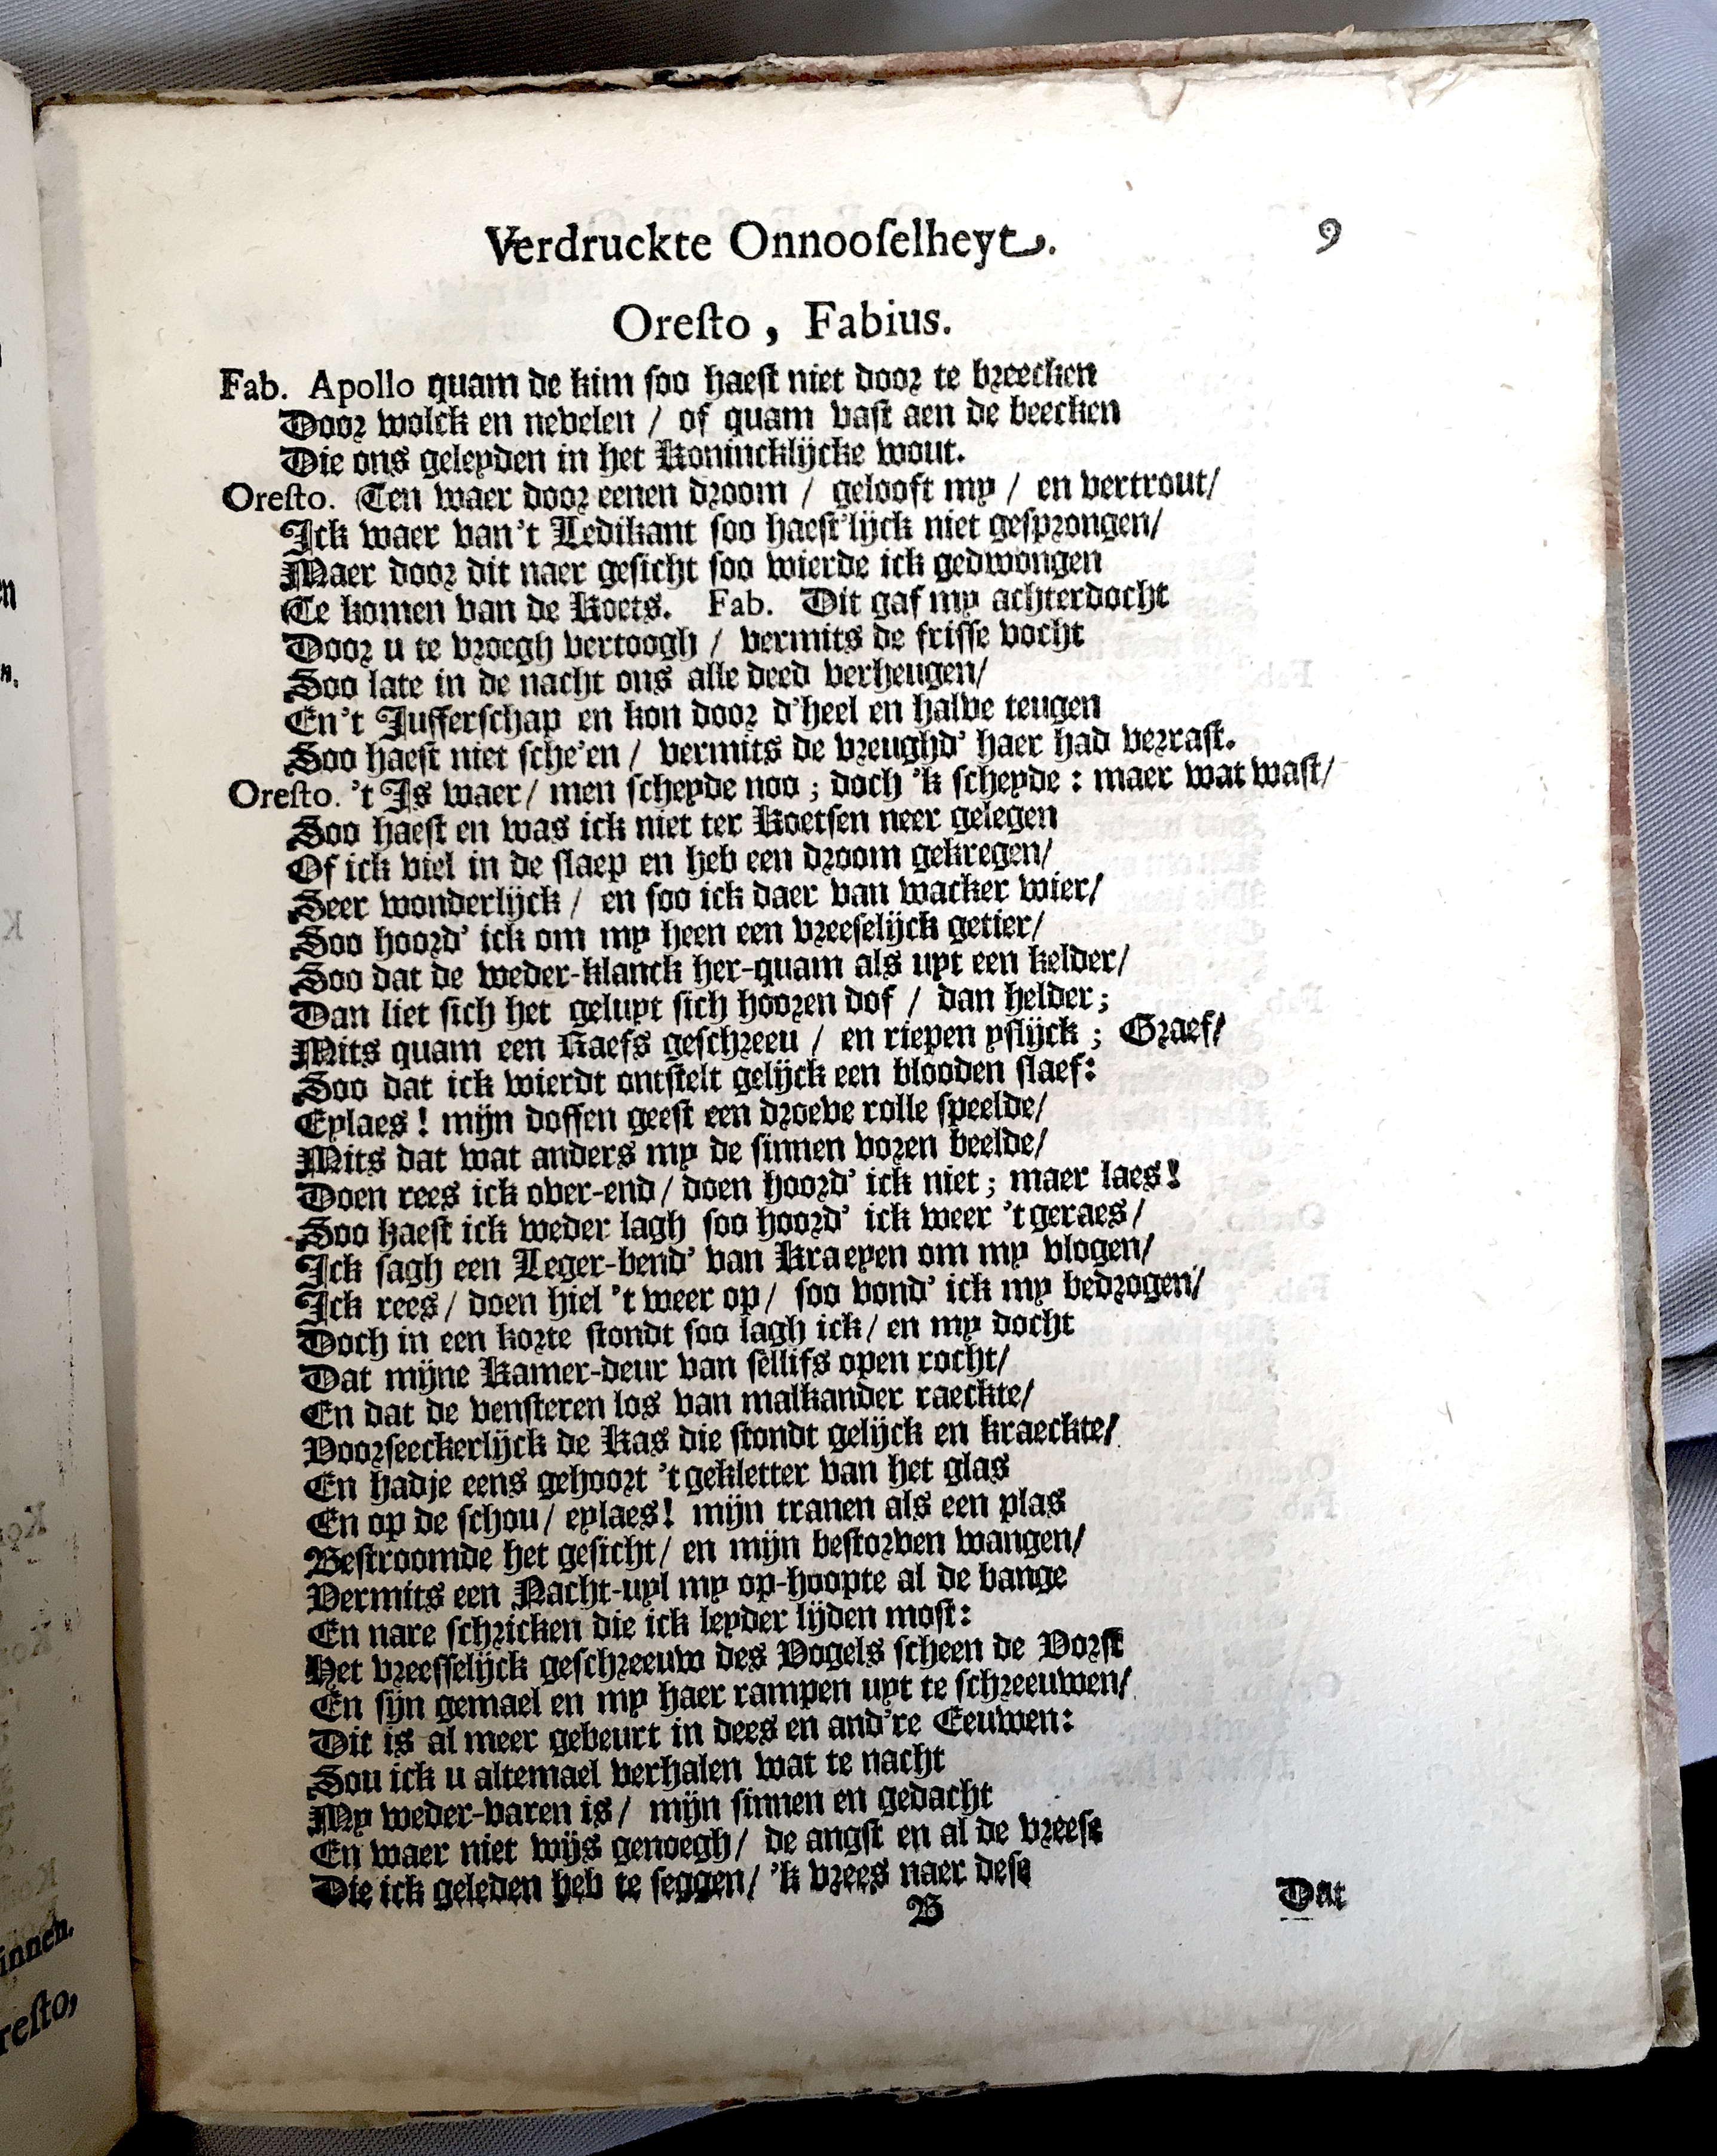 Verdruckte Onnooſelheyt. 9
Oreſto, Fabius.
Fab. Apollo quam de kim soo haest niet door te breecken
Door wolck en nevelen / of quam vast aen de beecken
Die ons geleyden in het Konincklijcke wout.
Oreſto. Ten waer door eenen droom / gelooft my / en vertrout/
Ick waer van't Ledikant soo haest'lijck niet gesprongen/
Maer door dit naer gesicht soo wierde ick gedwongen
Te komen van de Koets. Fab. Dit gaf my achterdocht
Door u te vroegh vertoogh / vermits de frisse vocht
Soo late in de nacht ons alle deed verheugen/
En't Jufferschap en kon door d'heel en halve teugen
Soo haest niet sche'en / vermits de vreughd' haer had verrast.
Oreſto. 't Is waer / men scheyde noo ; doch 'k scheyde : maer wat wast/
Soo haest en was ick niet ter Koetsen neer gelegen
Of ick viel in de slaep en heb een droom gekregen/
Seer wonderlijck / en soo ick daer van wacker wier/
Soo hoord' ick om my heen een vreeselijck getier/
Soo dat de weder-klanck her-quam als uyt een kelder/
Dan liet sich het geluyt sich hooren dof / dan helder ;
Mits quam een Raefs geschreeu / en riepen yslijck ; Graef/
Soo dat ick wierdt ontstelt gelijck een blooden slaef:
Eylaes ! mijn doffen geest een droeve rolle speelde/
Mits dat wat anders my de sinnen voren beelde/
Doen rees ick over-end / doen hoord' ick niet ; maer laes !
Soo haest ick weder lagh soo hoord' ick weer 't geraes /
Ick sagh een Leger-bend' van Kraeyen om my vlogen/
Ick rees / doen hiel 't weer op / soo vond' ick my bedrogen/
Doch in een korte stondt soo lagh ick / en my docht
Dat mijne Kamer-deur van sellifs open rocht/
En dat de vensteren los van malkander raeckte/
Voorseeckerlijck de Kas die stondt gelijck en kraeckte/
En hadje eens gehoort 't gekletter van het glas
En op de schou / eylaes ! mijn tranen als een plas
Bestroomde het gesicht / en mijn bestorven wangen/
Vermits een Nacht-uyl my op-hoopte al de bange
En nare schricken die ick leyder lijden most:
Het vreesselijck geschreeuw des Vogels scheen de Vorst
En sijn gemael en my haer rampen uyt te schreeuwen/
Dit is al meer gebeurt in dees en and're Eeuwen:
Sou ick u altemael verhalen wat te nacht
My weder-varen is / mijn sinnen en gedacht
En waer niet wijs genoegh / de angst en al de vreese
Die ick geleden heb te seggen / 'k vrees naer dese
B Dat
innen.
reſto,